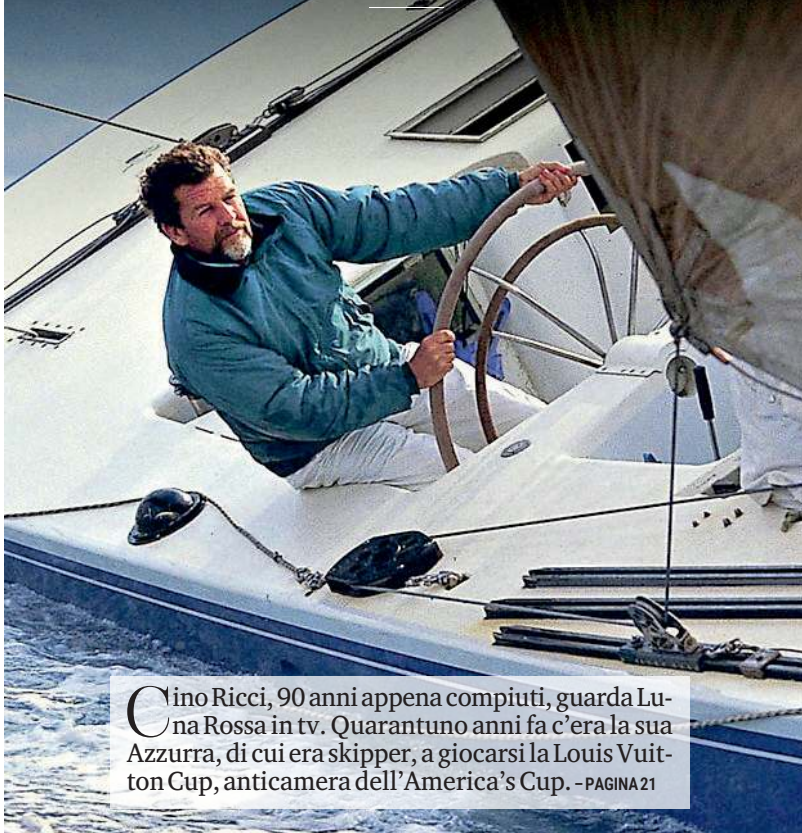 Cino Ricci, 90 anni appena compiuti, guarda Lu-
na Rossa in tv. Quarantuno anni fa c’era la sua
Azzurra, di cui era skipper, a giocarsi la Louis Vuit-
ton Cup, anticamera dell’America’s Cup. – PAGINA 21